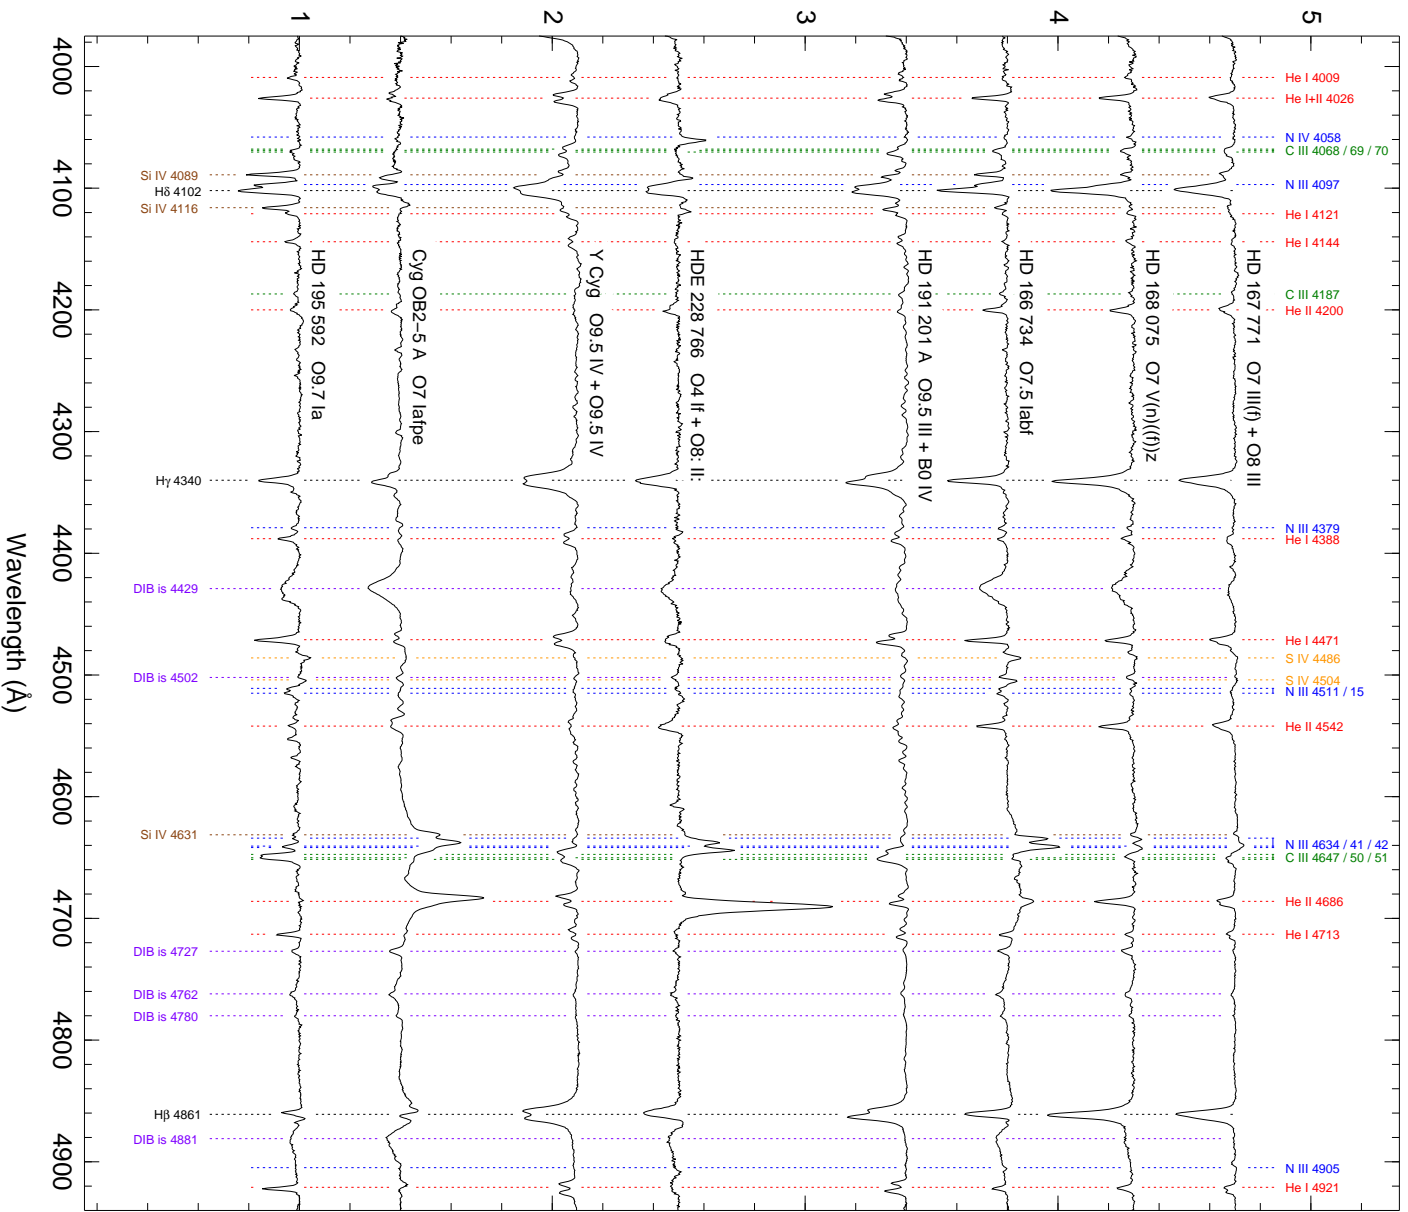 1
2
3
4
5
4000
4100
4200
4300
4400
4500
4600
4700
4800
4900
Wavelength (Å)
He I 4009
He I+II 4026
N IV 4058
C III 4068 / 69 / 70
N III 4097
He I 4121
He I 4144
C III 4187
He II 4200
N III 4379
He I 4388
He I 4471
S IV 4486
S IV 4504
N III 4511 / 15
He II 4542
N III 4634 / 41 / 42
C III 4647 / 50 / 51
He II 4686
He I 4713
N III 4905
He I 4921
Si IV 4089
Hδ 4102
Si IV 4116
Hγ 4340
DIB is 4429
DIB is 4502
Si IV 4631
DIB is 4727
DIB is 4762
DIB is 4780
Hβ 4861
DIB is 4881
HD 167 771 O7 III(f) + O8 III
HD 168 075 O7 V(n)((f))z
HD 166 734 O7.5 Iabf
HD 191 201 A O9.5 III + B0 IV
HDE 228 766 O4 If + O8: II:
Y Cyg O9.5 IV + O9.5 IV
Cyg OB2−5 A O7 Iafpe
HD 195 592 O9.7 Ia